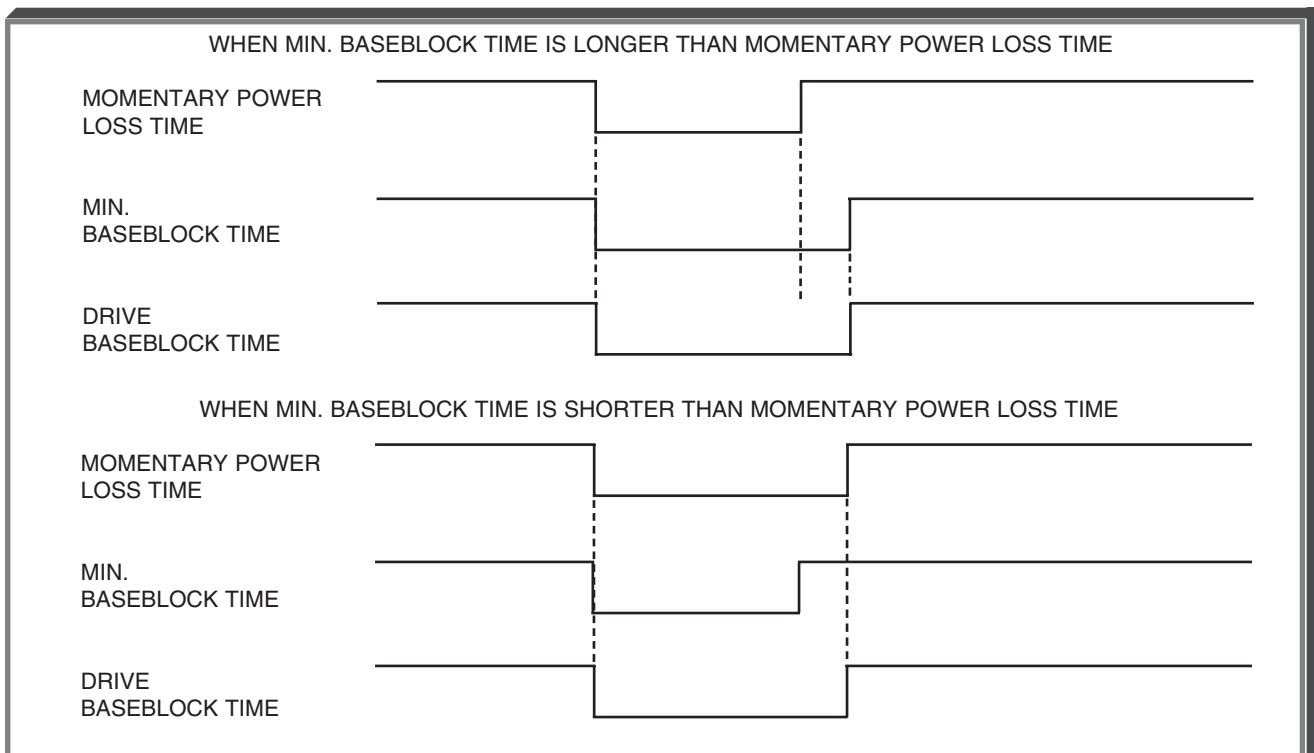 WHEN MIN. BASEBLOCK TIME IS LONGER THAN MOMENTARY POWER LOSS TIME
MOMENTARY POWER
LOSS TIME
MIN.
BASEBLOCK TIME
DRIVE
BASEBLOCK TIME
WHEN MIN. BASEBLOCK TIME IS SHORTER THAN MOMENTARY POWER LOSS TIME
MOMENTARY POWER
LOSS TIME
MIN.
BASEBLOCK TIME
DRIVE
BASEBLOCK TIME